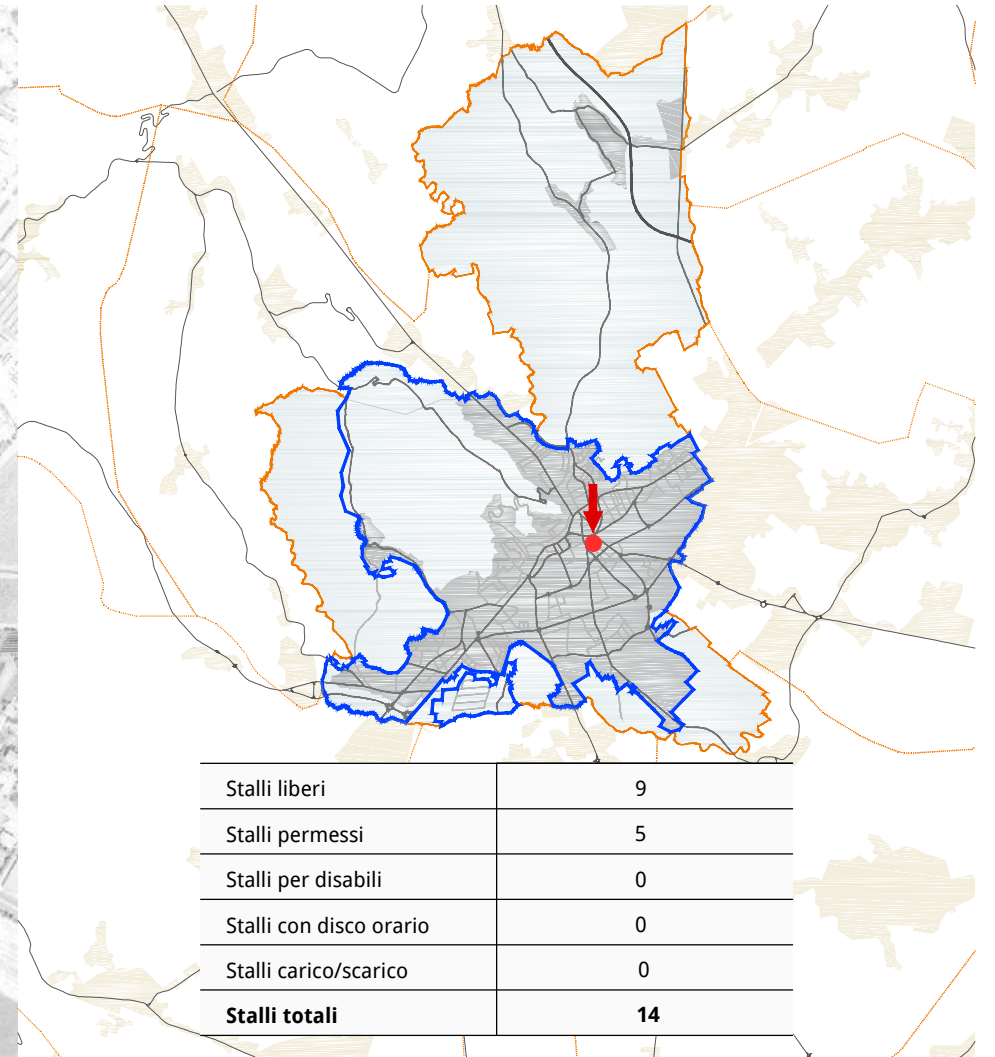 Stalli liberi 9
Stalli permessi 5
Stalli per disabili 0
Stalli con disco orario 0
Stalli carico/scarico 0
Stalli totali 14